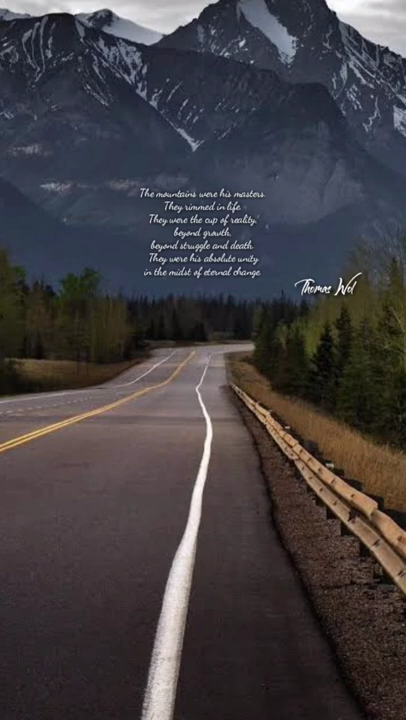 The mountains were his masters.
They rimmed in life.
They were the cup of reality,
beyond growth,
beyond struggle and death.
They were his absolute unity
in the midst of eternal change.
Thomas Wol